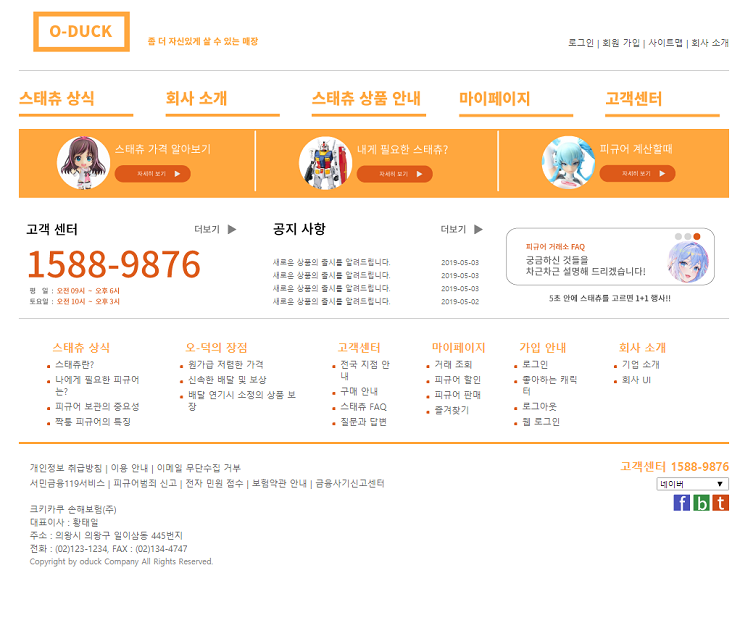 O-DUCK
좀 더 자신있게 살 수 있는 매장
로그인 | 회원 가입 | 사이트맵 | 회사 소개
스태츄 상식
회사 소개
스태츄 상품 안내
마이페이지
고객센터
스태츄 가격 알아보기
자세히 보기 ▶
내게 필요한 스태츄?
자세히 보기 ▶
피규어 계산할때
자세히 보기 ▶
고객 센터
더보기 ▶
1588-9876
평 일 : 오전 09시 ~ 오후 6시
토요일 : 오전 10시 ~ 오후 3시
공지 사항
더보기 ▶
새로운 상품의 출시를 알려드립니다. 2019-05-03
새로운 상품의 출시를 알려드립니다. 2019-05-03
새로운 상품의 출시를 알려드립니다. 2019-05-03
새로운 상품의 출시를 알려드립니다. 2019-05-02
피규어 거래소 FAQ
궁금하신 것들을
차근차근 설명해 드리겠습니다!
5초 안에 스태츄를 고르면 1+1 행사!!
스태츄 상식
스태츄란?
나에게 필요한 피규어
는?
피규어 보관의 중요성
짝퉁 피규어의 특징
오-덕의 장점
원가급 저렴한 가격
신속한 배달 및 보상
배달 연기시 소정의 상품 보
장
고객센터
전국 지점 안
내
구매 안내
스태츄 FAQ
질문과 답변
마이페이지
거래 조회
피규어 할인
피규어 판매
즐겨찾기
가입 안내
로그인
좋아하는 캐릭
터
로그아웃
웹 로그인
회사 소개
기업 소개
회사 UI
개인정보 취급방침 | 이용 안내 | 이메일 무단수집 거부
서민금융119서비스 | 피규어범죄 신고 | 전자 민원 접수 | 보험약관 안내 | 금융사기신고센터
고객센터 1588-9876
네이버 ▼
f b t
크키카쿠 손해보험(주)
대표이사 : 황태일
주소 : 의왕시 의왕구 일이삼동 445번지
전화 : (02)123-1234, FAX : (02)134-4747
Copyright by oduck Company All Rights Reserved.